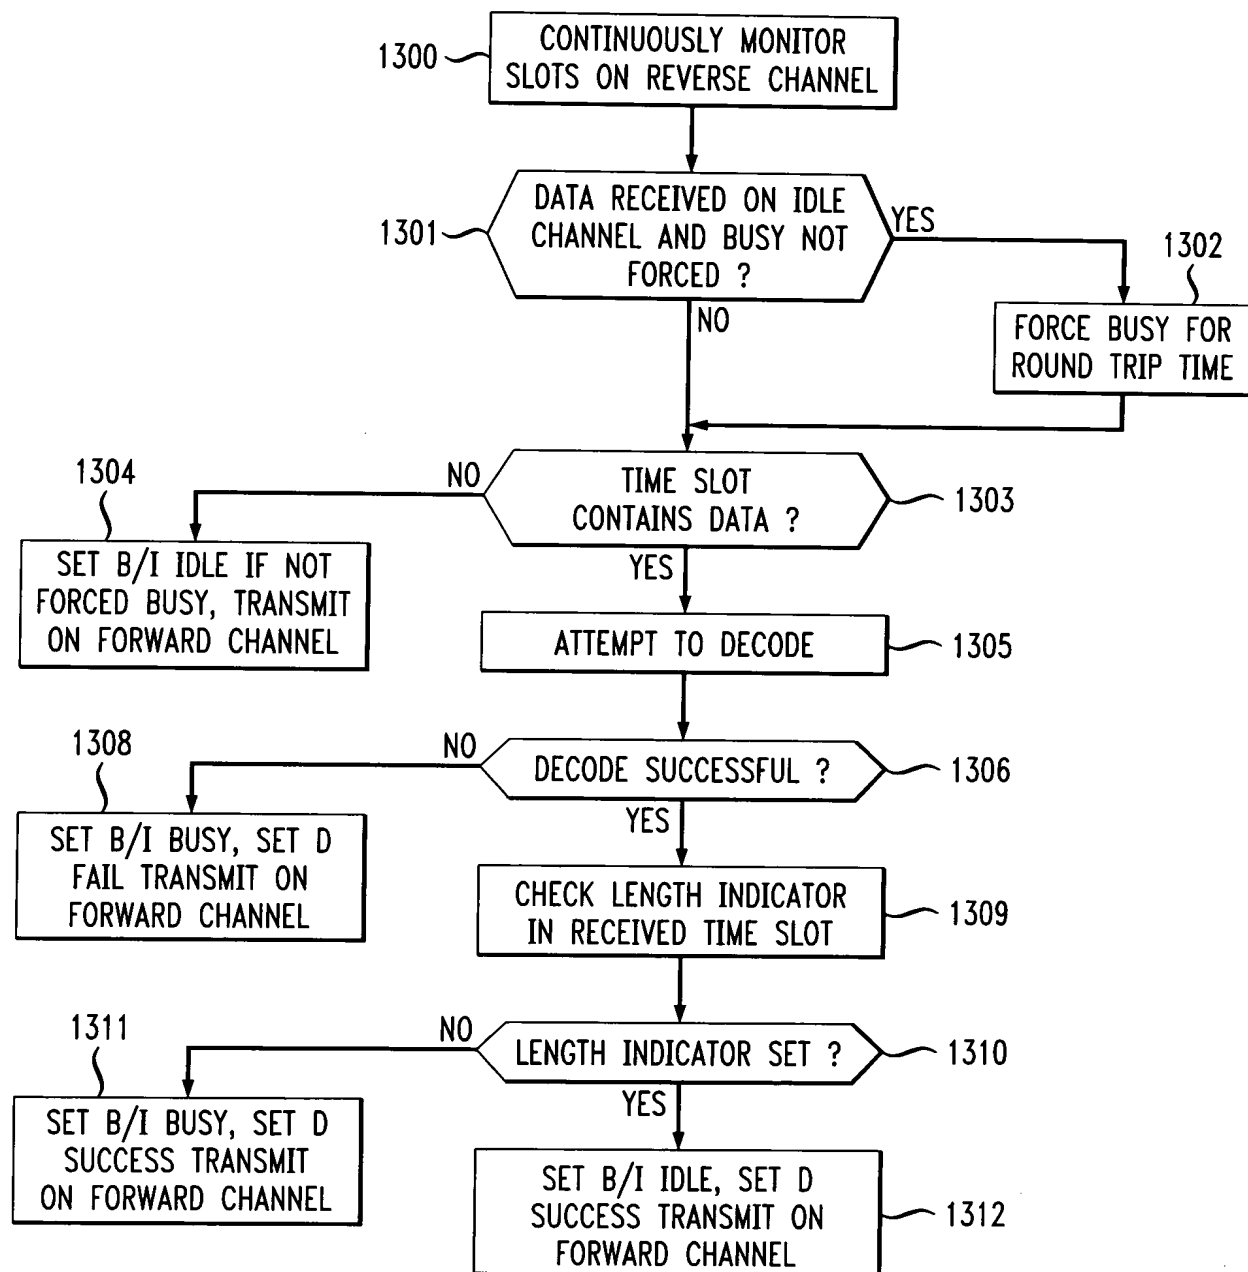 1300
CONTINUOUSLY MONITOR
SLOTS ON REVERSE CHANNEL
1301
DATA RECEIVED ON IDLE
CHANNEL AND BUSY NOT
FORCED ?
YES
NO
1302
FORCE BUSY FOR
ROUND TRIP TIME
1303
TIME SLOT
CONTAINS DATA ?
NO
YES
1304
SET B/I IDLE IF NOT
FORCED BUSY, TRANSMIT
ON FORWARD CHANNEL
ATTEMPT TO DECODE
1305
DECODE SUCCESSFUL ?
1306
NO
YES
1308
SET B/I BUSY, SET D
FAIL TRANSMIT ON
FORWARD CHANNEL
CHECK LENGTH INDICATOR
IN RECEIVED TIME SLOT
1309
LENGTH INDICATOR SET ?
1310
NO
YES
1311
SET B/I BUSY, SET D
SUCCESS TRANSMIT
ON FORWARD CHANNEL
SET B/I IDLE, SET D
SUCCESS TRANSMIT ON
FORWARD CHANNEL
1312